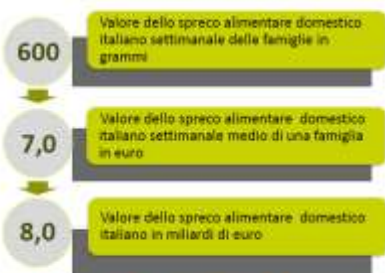 600
Valore dello spreco alimentare domestico
italiano settimanale delle famiglie in
grammi
7,0
Valore dello spreco alimentare domestico
italiano settimanale medio di una famiglia
in euro
8,0
Valore dello spreco alimentare domestico
italiano in miliardi di euro